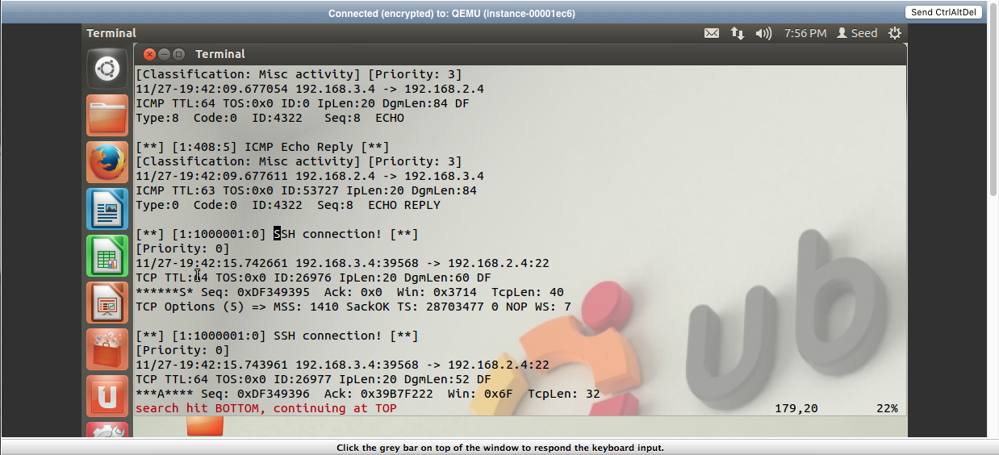 Connected (encrypted) to: QEMU (instance-00001ec6)
Send CtrlAltDel
Terminal
7:56 PM
Seed
Terminal
[Classification: Misc activity] [Priority: 3]
11/27-19:42:09.677054 192.168.3.4 -> 192.168.2.4
ICMP TTL:64 TOS:0x0 ID:0 IpLen:20 DgmLen:84 DF
Type:8  Code:0  ID:4322   Seq:8  ECHO
[**] [1:408:5] ICMP Echo Reply [**]
[Classification: Misc activity] [Priority: 3]
11/27-19:42:09.677611 192.168.2.4 -> 192.168.3.4
ICMP TTL:63 TOS:0x0 ID:53727 IpLen:20 DgmLen:84
Type:0  Code:0  ID:4322  Seq:8  ECHO REPLY
[**] [1:1000001:0] SSH connection! [**]
[Priority: 0]
11/27-19:42:15.742661 192.168.3.4:39568 -> 192.168.2.4:22
TCP TTL:64 TOS:0x0 ID:26976 IpLen:20 DgmLen:60 DF
******S* Seq: 0xDF349395  Ack: 0x0  Win: 0x3714  TcpLen: 40
TCP Options (5) => MSS: 1410 SackOK TS: 28703477 0 NOP WS: 7
[**] [1:1000001:0] SSH connection! [**]
[Priority: 0]
11/27-19:42:15.743961 192.168.3.4:39568 -> 192.168.2.4:22
TCP TTL:64 TOS:0x0 ID:26977 IpLen:20 DgmLen:52 DF
***A**** Seq: 0xDF349396  Ack: 0x39B7F222  Win: 0x6F  TcpLen: 32
search hit BOTTOM, continuing at TOP
179,20
22%
ub
Click the grey bar on top of the window to respond the keyboard input.